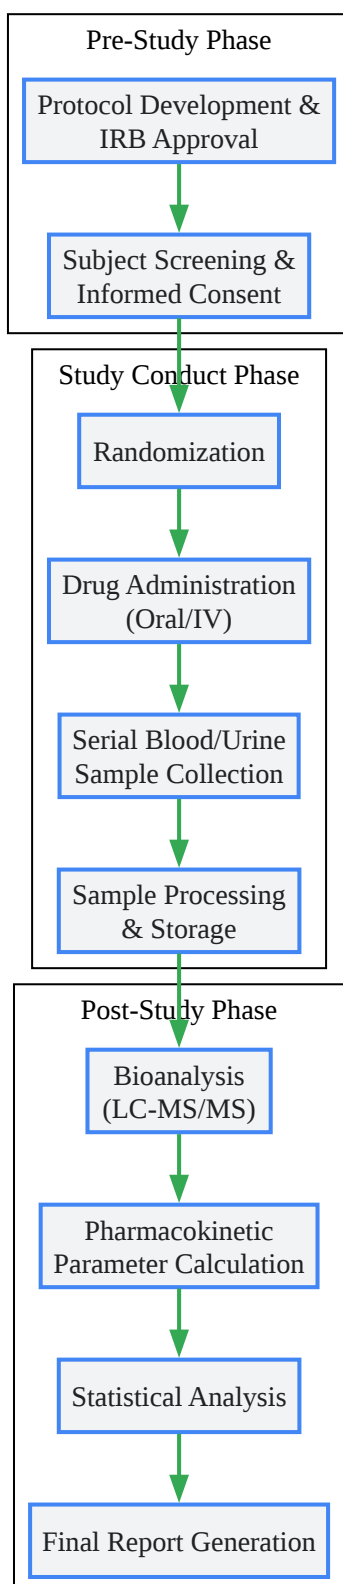 Pre-Study Phase
Protocol Development &
IRB Approval
Subject Screening &
Informed Consent
Study Conduct Phase
Randomization
Drug Administration
(Oral/IV)
Serial Blood/Urine
Sample Collection
Sample Processing
& Storage
Post-Study Phase
Bioanalysis
(LC-MS/MS)
Pharmacokinetic
Parameter Calculation
Statistical Analysis
Final Report Generation